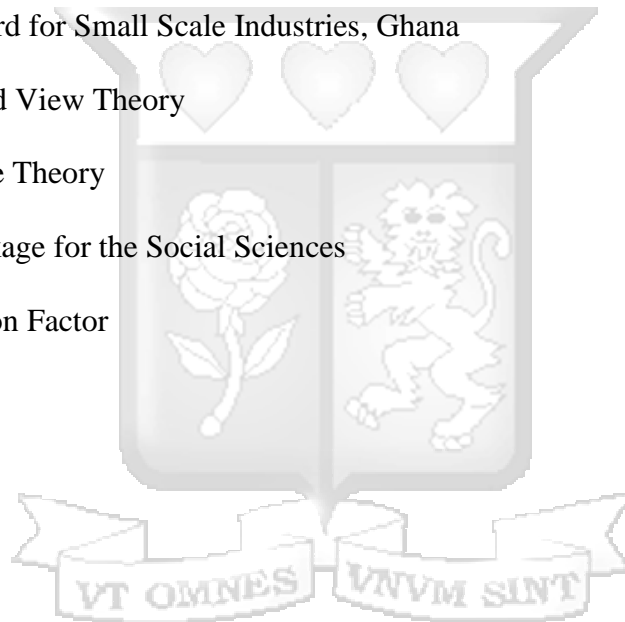 rd for Small Scale Industries, Ghana
d View Theory
e Theory
kage for the Social Sciences
on Factor
VT OMNES VNVM SINT